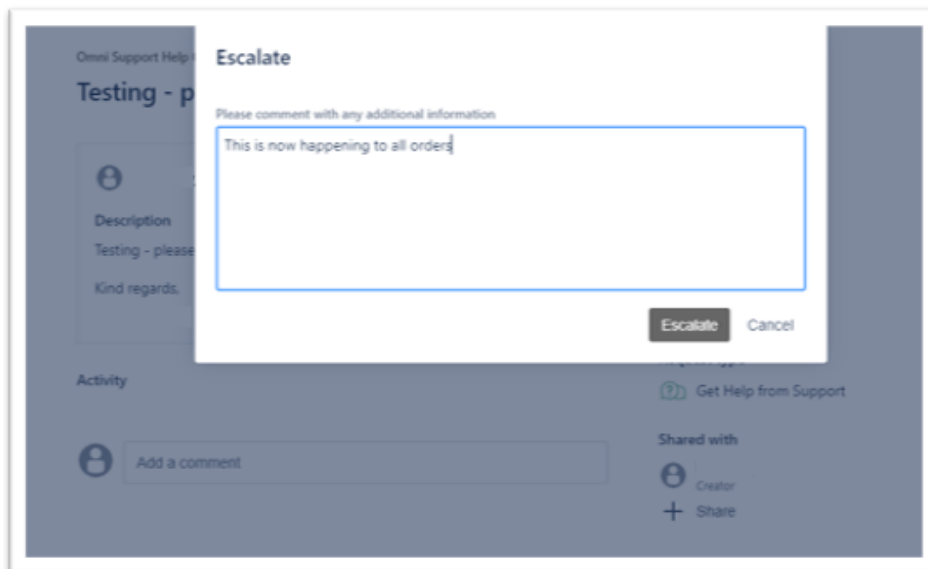 Omni Support Help
Escalate
Testing - p
Please comment with any additional information
This is now happening to all orders
Description
Testing - please
Kind regards,
Escalate
Cancel
Activity
Get Help from Support
Shared with
Add a comment
Creator
Share